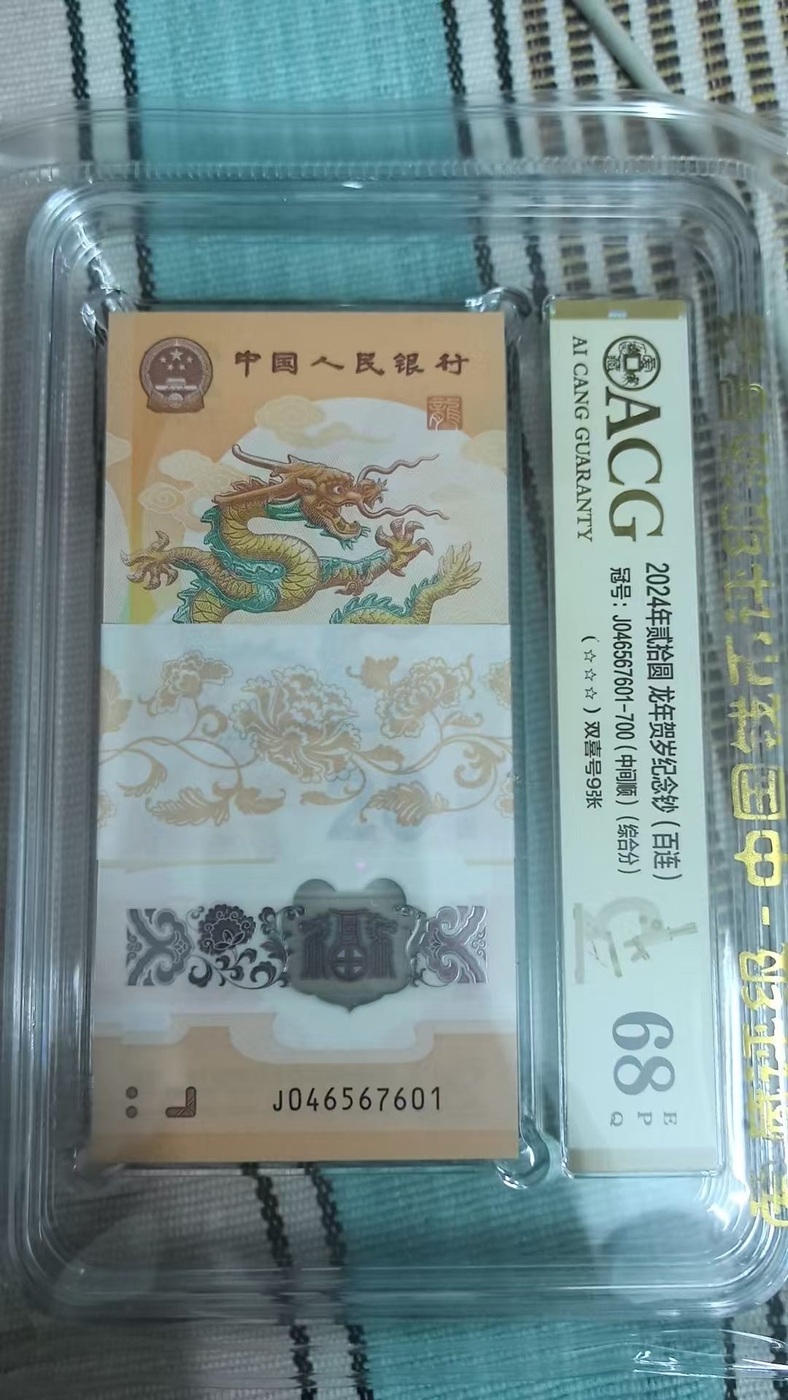 中国人民银行
龍
福
J046567601
ACG
AI CANG GUARANTY
2024年贰拾圆 龙年贺岁纪念钞（百连）
冠号：J046567601-700（中间顺）（综合分）
（☆☆☆）双喜号9张
68
E
P
Q